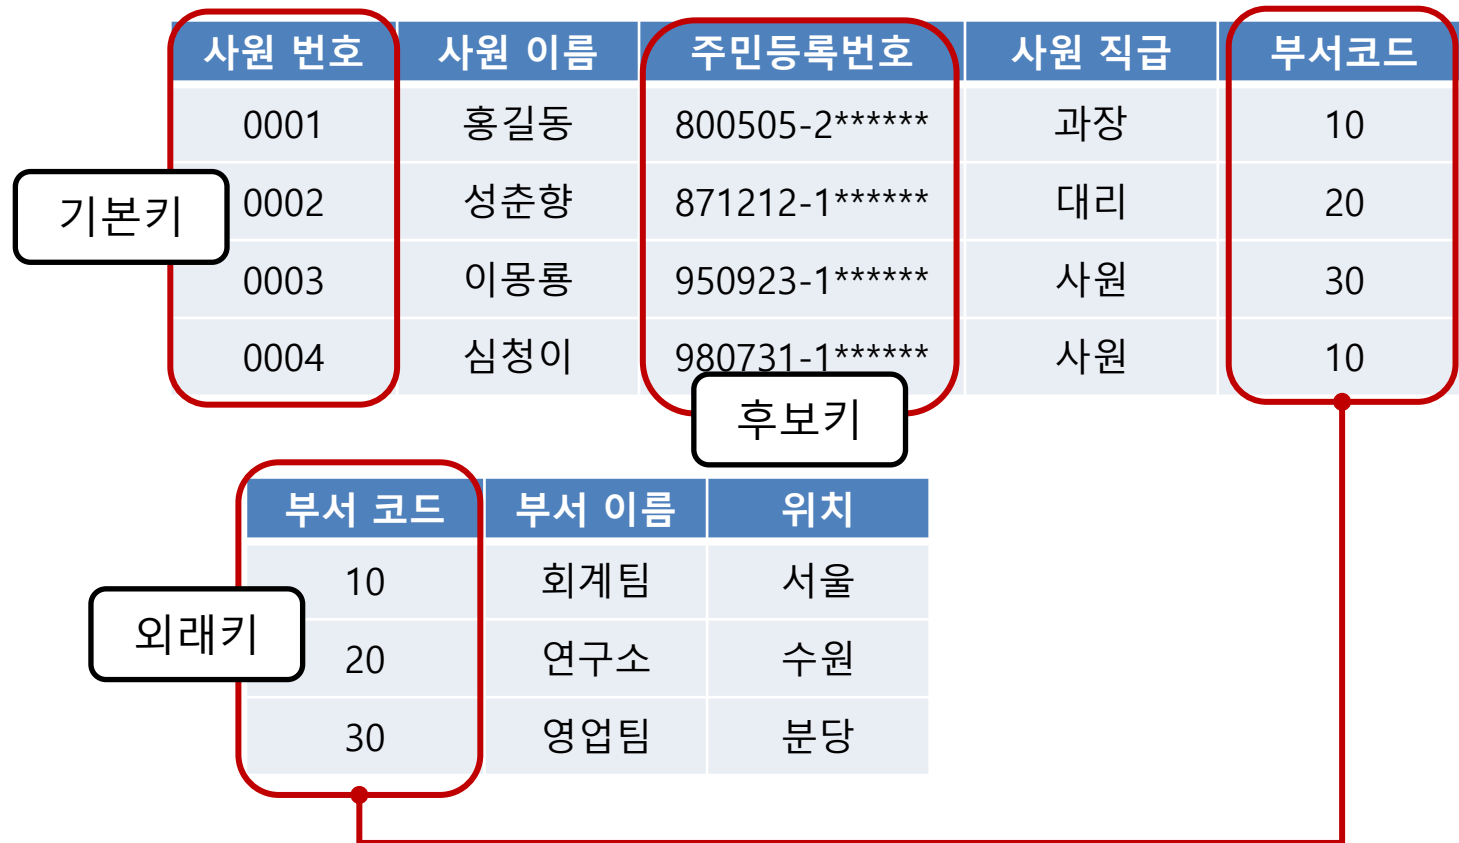 사원 번호 사원 이름 주민등록번호 사원 직급 부서코드
0001 홍길동 800505-2****** 과장 10
기본키
0002 성춘향 871212-1****** 대리 20
0003 이몽룡 950923-1****** 사원 30
0004 심청이 980731-1****** 사원 10
후보키
부서 코드 부서 이름 위치
10 회계팀 서울
외래키
20 연구소 수원
30 영업팀 분당